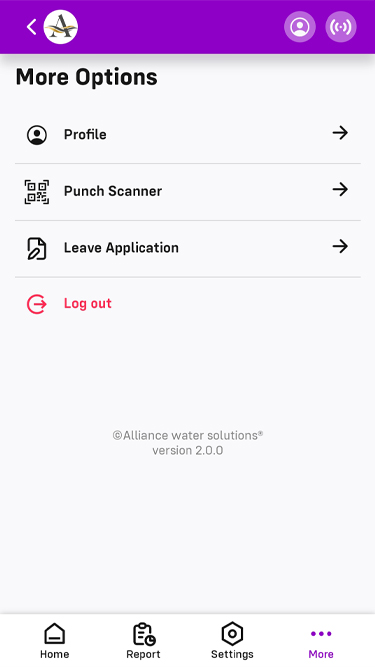 More Options
Profile
Punch Scanner
Leave Application
Log out
©Alliance water solutions®
version 2.0.0
Home
Report
Settings
More